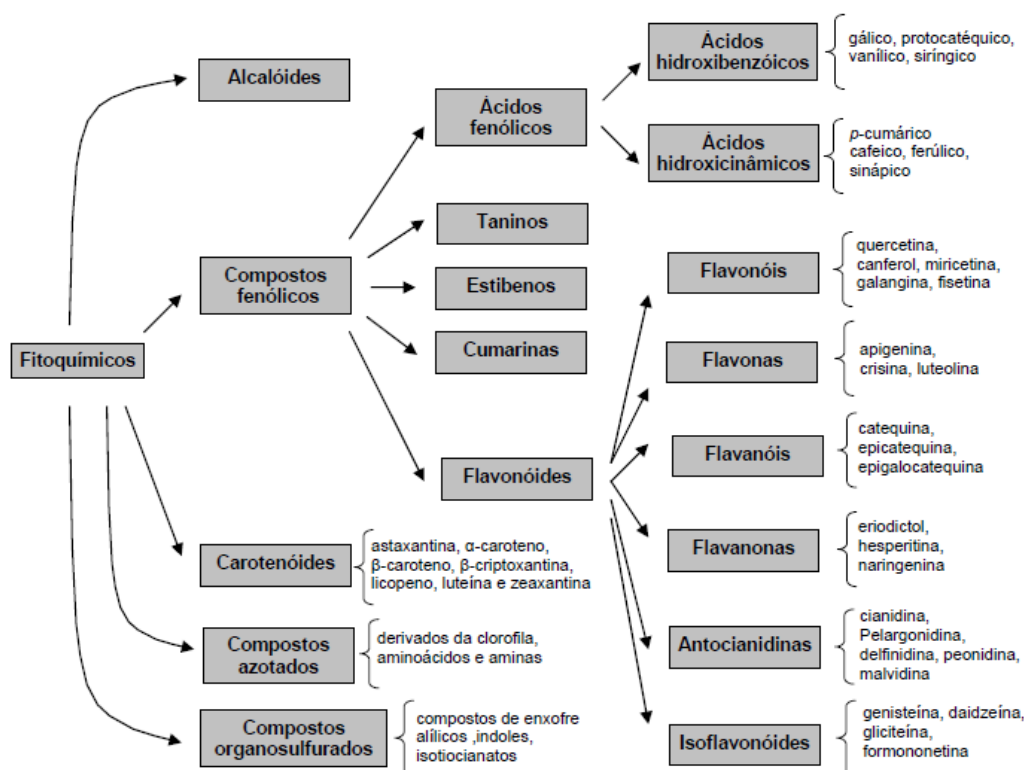 Fitoquímicos
Alcalóides
Compostos
fenólicos
Ácidos
fenólicos
Ácidos
hidroxibenzóicos
gálico, protocatéquico,
vanílico, siríngico
Ácidos
hidroxicinâmicos
p-cumárico
cafeico, ferúlico,
sinápico
Taninos
Estibenos
Cumarinas
Flavonóides
Flavonóis
quercetina,
canferol, miricetina,
galangina, fisetina
Flavonas
apigenina,
crisina, luteolina
Flavanóis
catequina,
epicatequina,
epigalocatequina
Flavanonas
eriodictol,
hesperitina,
naringenina
Antocianidinas
cianidina,
Pelargonidina,
delfinidina, peonidina,
malvidina
Isoflavonóides
genisteína, daidzeína,
gliciteína,
formononetina
Carotenóides
astaxantina, α-caroteno,
β-caroteno, β-criptoxantina,
licopeno, luteína e zeaxantina
Compostos
azotados
derivados da clorofila,
aminoácidos e aminas
Compostos
organosulfurados
compostos de enxofre
alílicos ,indoles,
isotiocianatos